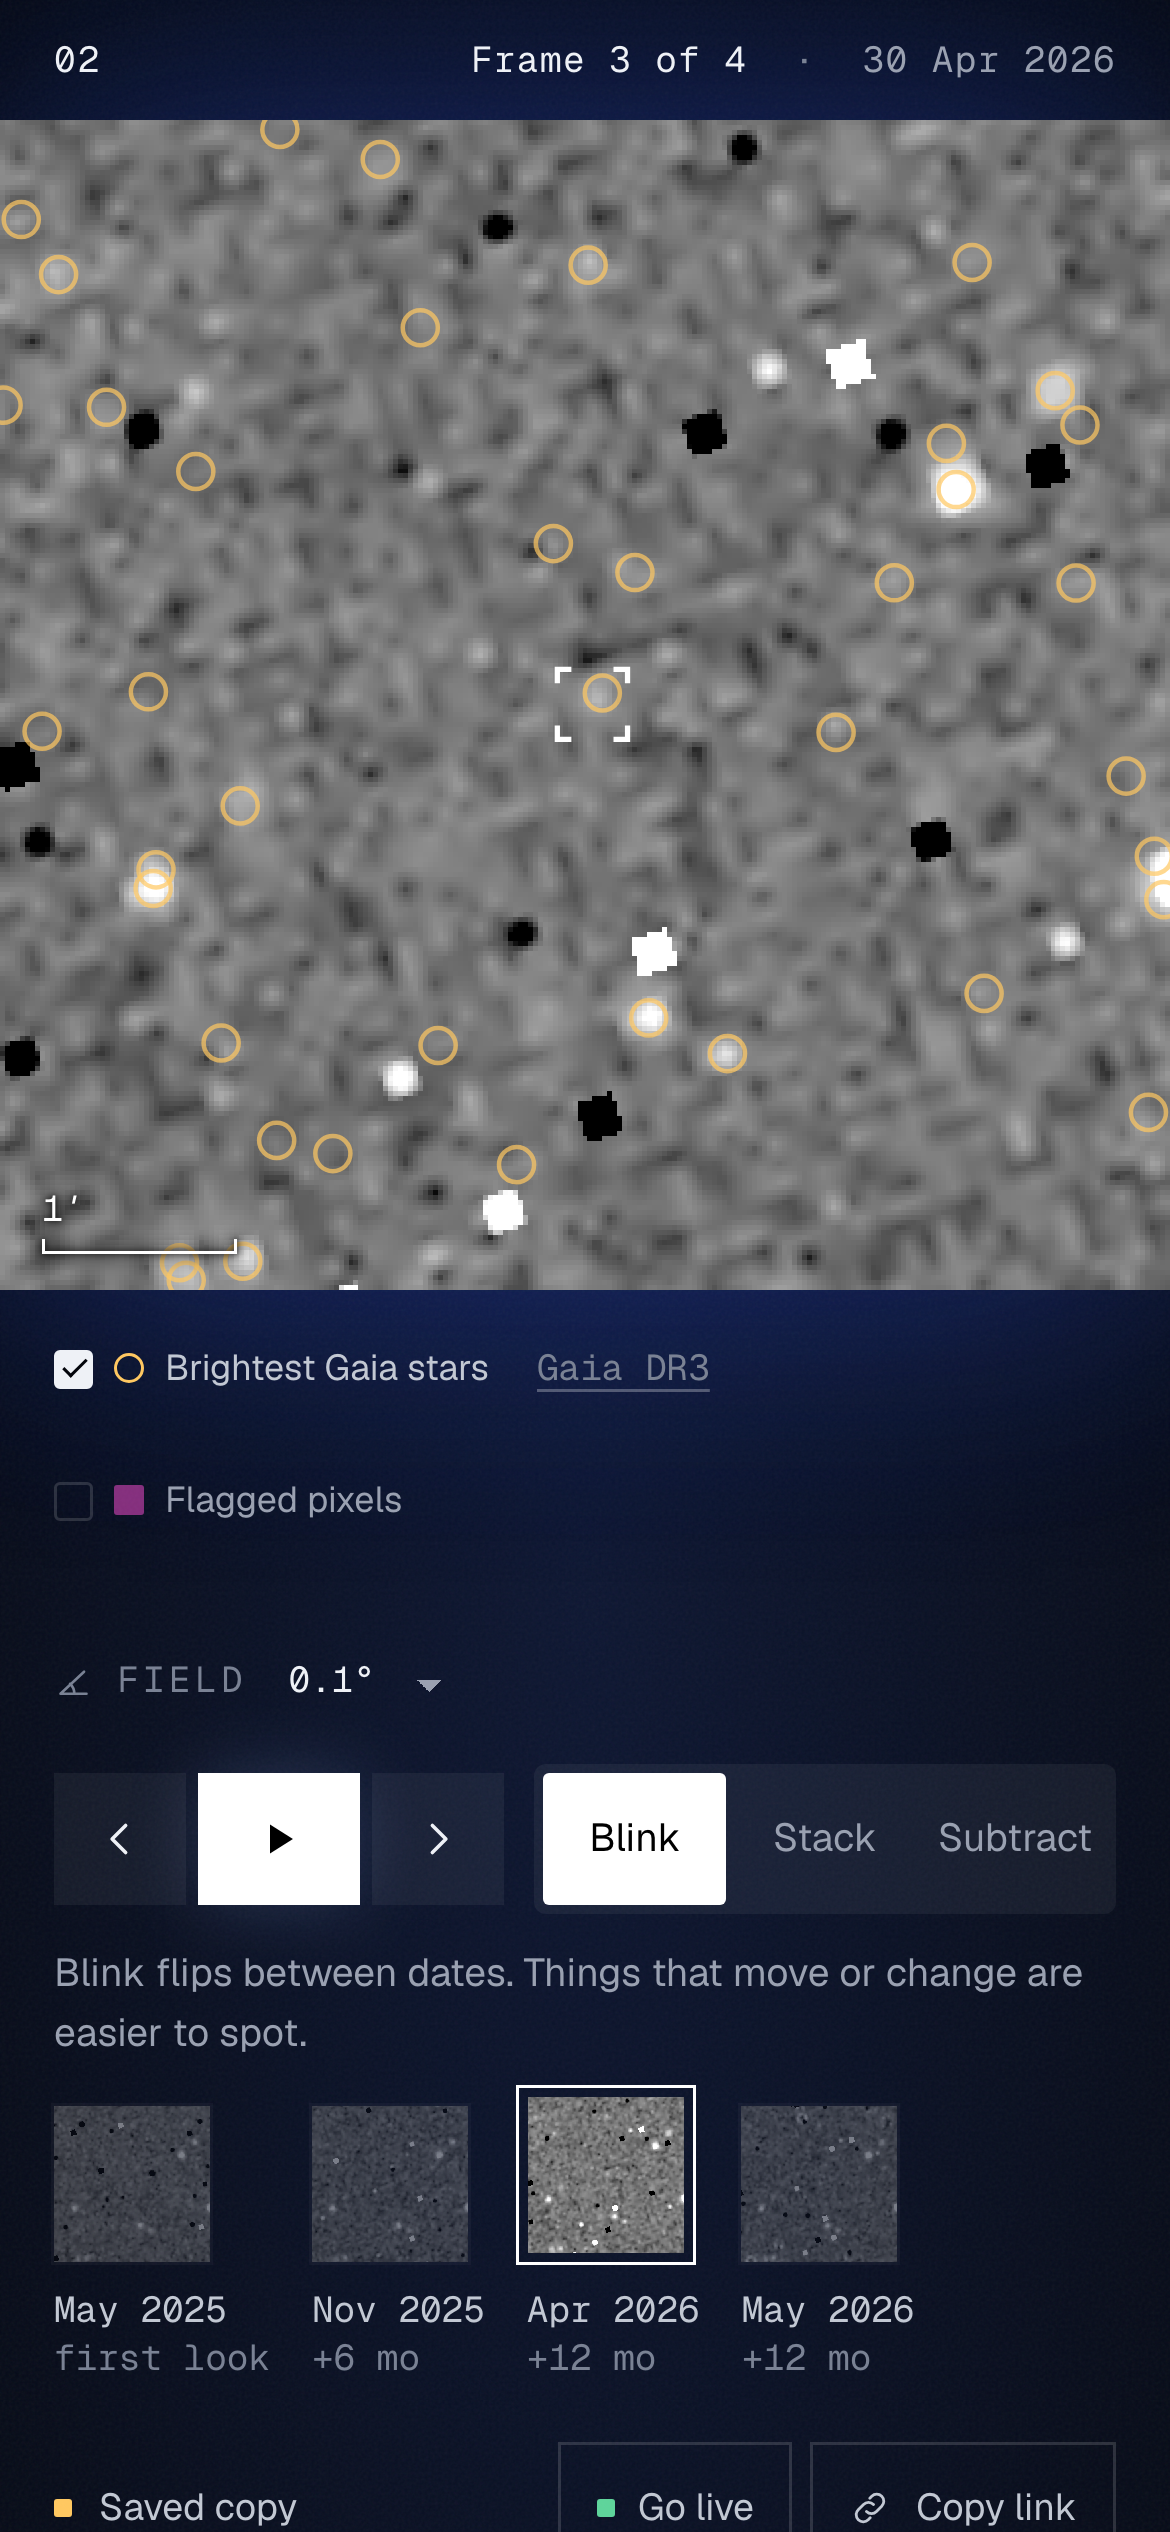 02 Frame 3 of 4 · 30 Apr 2026
1′
Brightest Gaia stars Gaia DR3
Flagged pixels
FIELD 0.1°
Blink Stack Subtract
Blink flips between dates. Things that move or change are
easier to spot.
May 2025 Nov 2025 Apr 2026 May 2026
first look +6 mo +12 mo +12 mo
Saved copy Go live Copy link